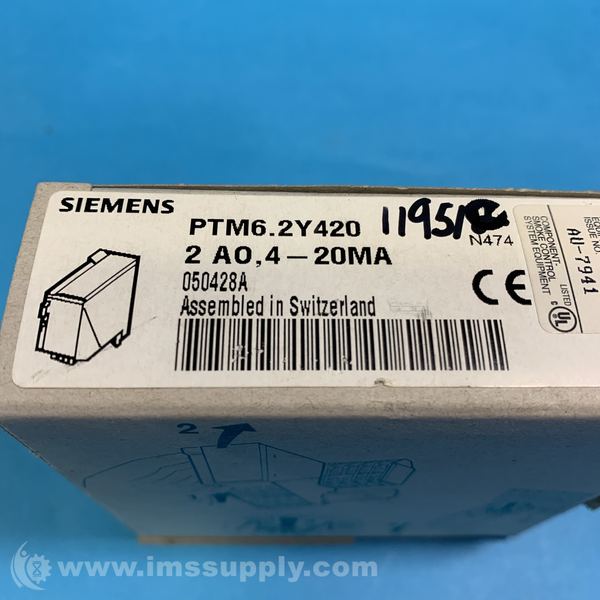 SIEMENS
PTM6.2Y420
2 AO,4-20MA
050428A
Assembled in Switzerland
N474
CE
COMPONENT-
SMOKE CONTROL
SYSTEM EQUIPMENT
LISTED
C UL
ISSUE NO.
AU-7941
2
www.imssupply.com